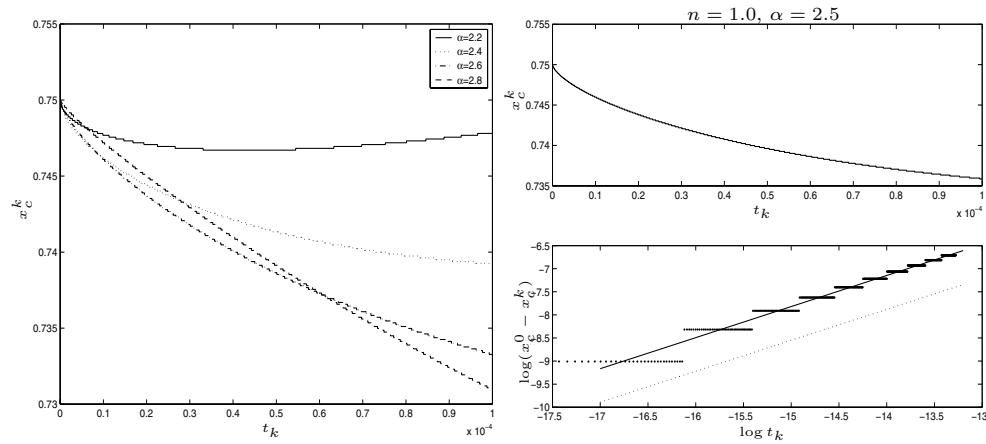 0.755
0.75
0.745
0.74
0.735
0.73
0 0.1 0.2 0.3 0.4 0.5 0.6 0.7 0.8 0.9 1
x 10⁻⁴
x_c^k
t_k
α=2.2
α=2.4
α=2.6
α=2.8
n = 1.0, α = 2.5
0.755
0.75
0.745
0.74
0.735
0 0.1 0.2 0.3 0.4 0.5 0.6 0.7 0.8 0.9 1
x 10⁻⁴
x_c^k
t_k
−6.5
−7
−7.5
−8
−8.5
−9
−9.5
−10
−17.5 −17 −16.5 −16 −15.5 −15 −14.5 −14 −13.5 −13
log(x_c^0 − x_c^k)
log t_k